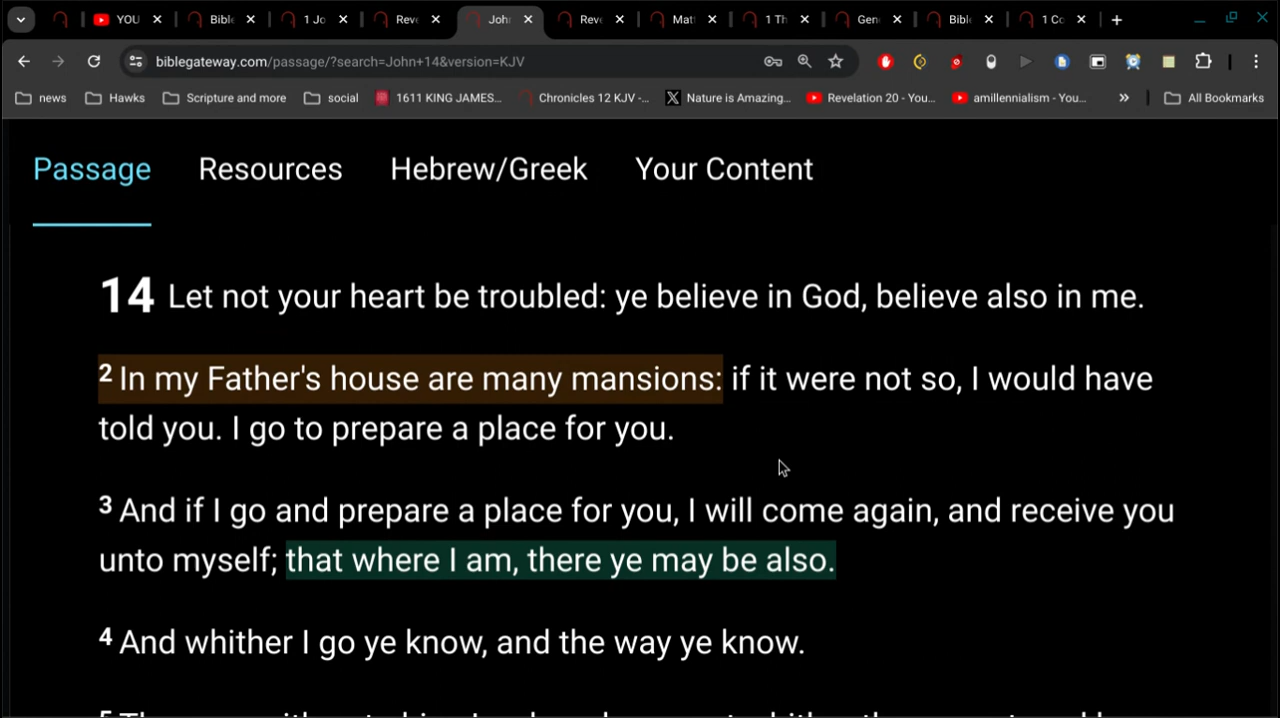 YOU Bibl 1 Jo Reve Joh Reve Mat 1 Th Gen Bibl 1 Co
biblegateway.com/passage/?search=John+14&version=KJV
news Hawks Scripture and more social 1611 KING JAMES... Chronicles 12 KJV -... Nature is Amazing... Revelation 20 - You... amillennialism - You... » All Bookmarks
Passage Resources Hebrew/Greek Your Content
14 Let not your heart be troubled: ye believe in God, believe also in me.
2 In my Father's house are many mansions: if it were not so, I would have
told you. I go to prepare a place for you.
3 And if I go and prepare a place for you, I will come again, and receive you
unto myself; that where I am, there ye may be also.
4 And whither I go ye know, and the way ye know.